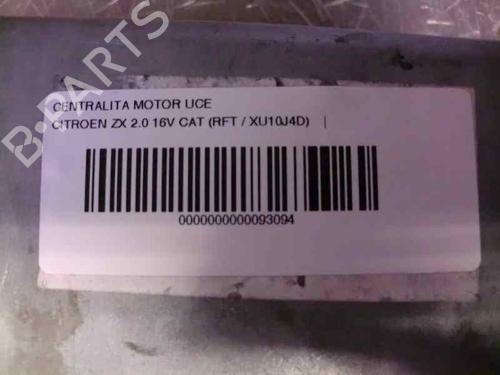 CENTRALITA MOTOR UCE
CITROEN ZX 2.0 16V CAT (RFT / XU10J4D) |
0000000000093094
B-PARTS